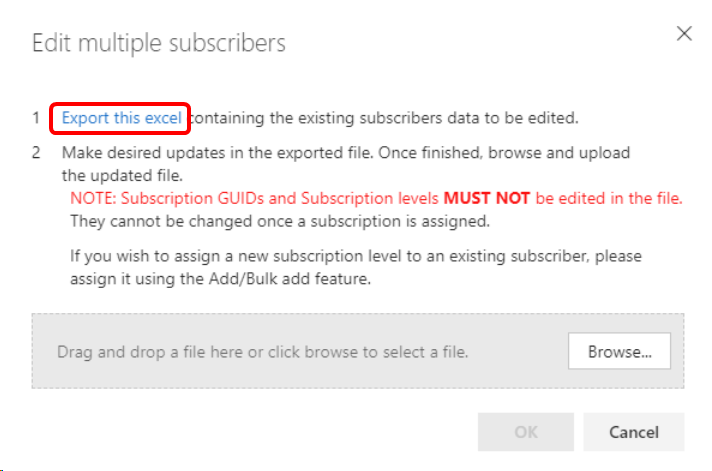 Edit multiple subscribers
1 Export this excel containing the existing subscribers data to be edited.
2 Make desired updates in the exported file. Once finished, browse and upload
the updated file.
NOTE: Subscription GUIDs and Subscription levels MUST NOT be edited in the file.
They cannot be changed once a subscription is assigned.
If you wish to assign a new subscription level to an existing subscriber, please
assign it using the Add/Bulk add feature.
Drag and drop a file here or click browse to select a file.
Browse...
OK
Cancel